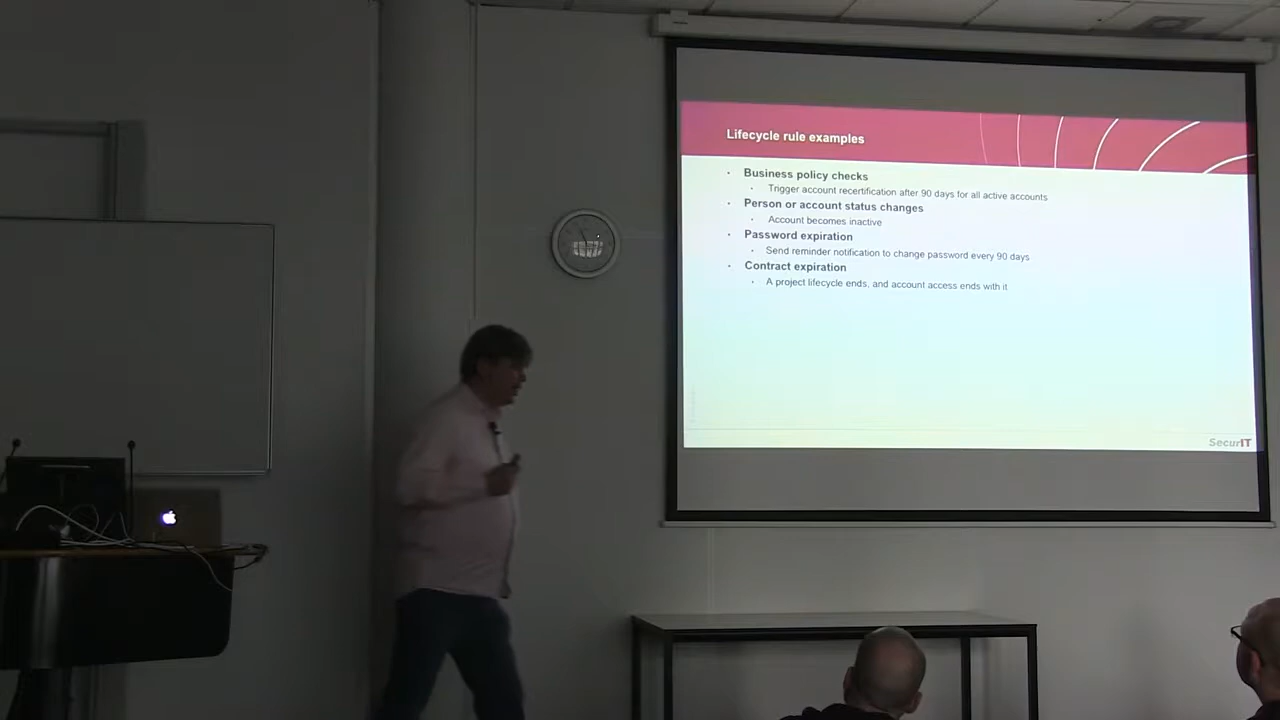 Lifecycle rule examples
Business policy checks
Trigger account recertification after 90 days for all active accounts
Person or account status changes
Account becomes inactive
Password expiration
Send reminder notification to change password every 90 days
Contract expiration
A project lifecycle ends, and account access ends with it
SecurIT